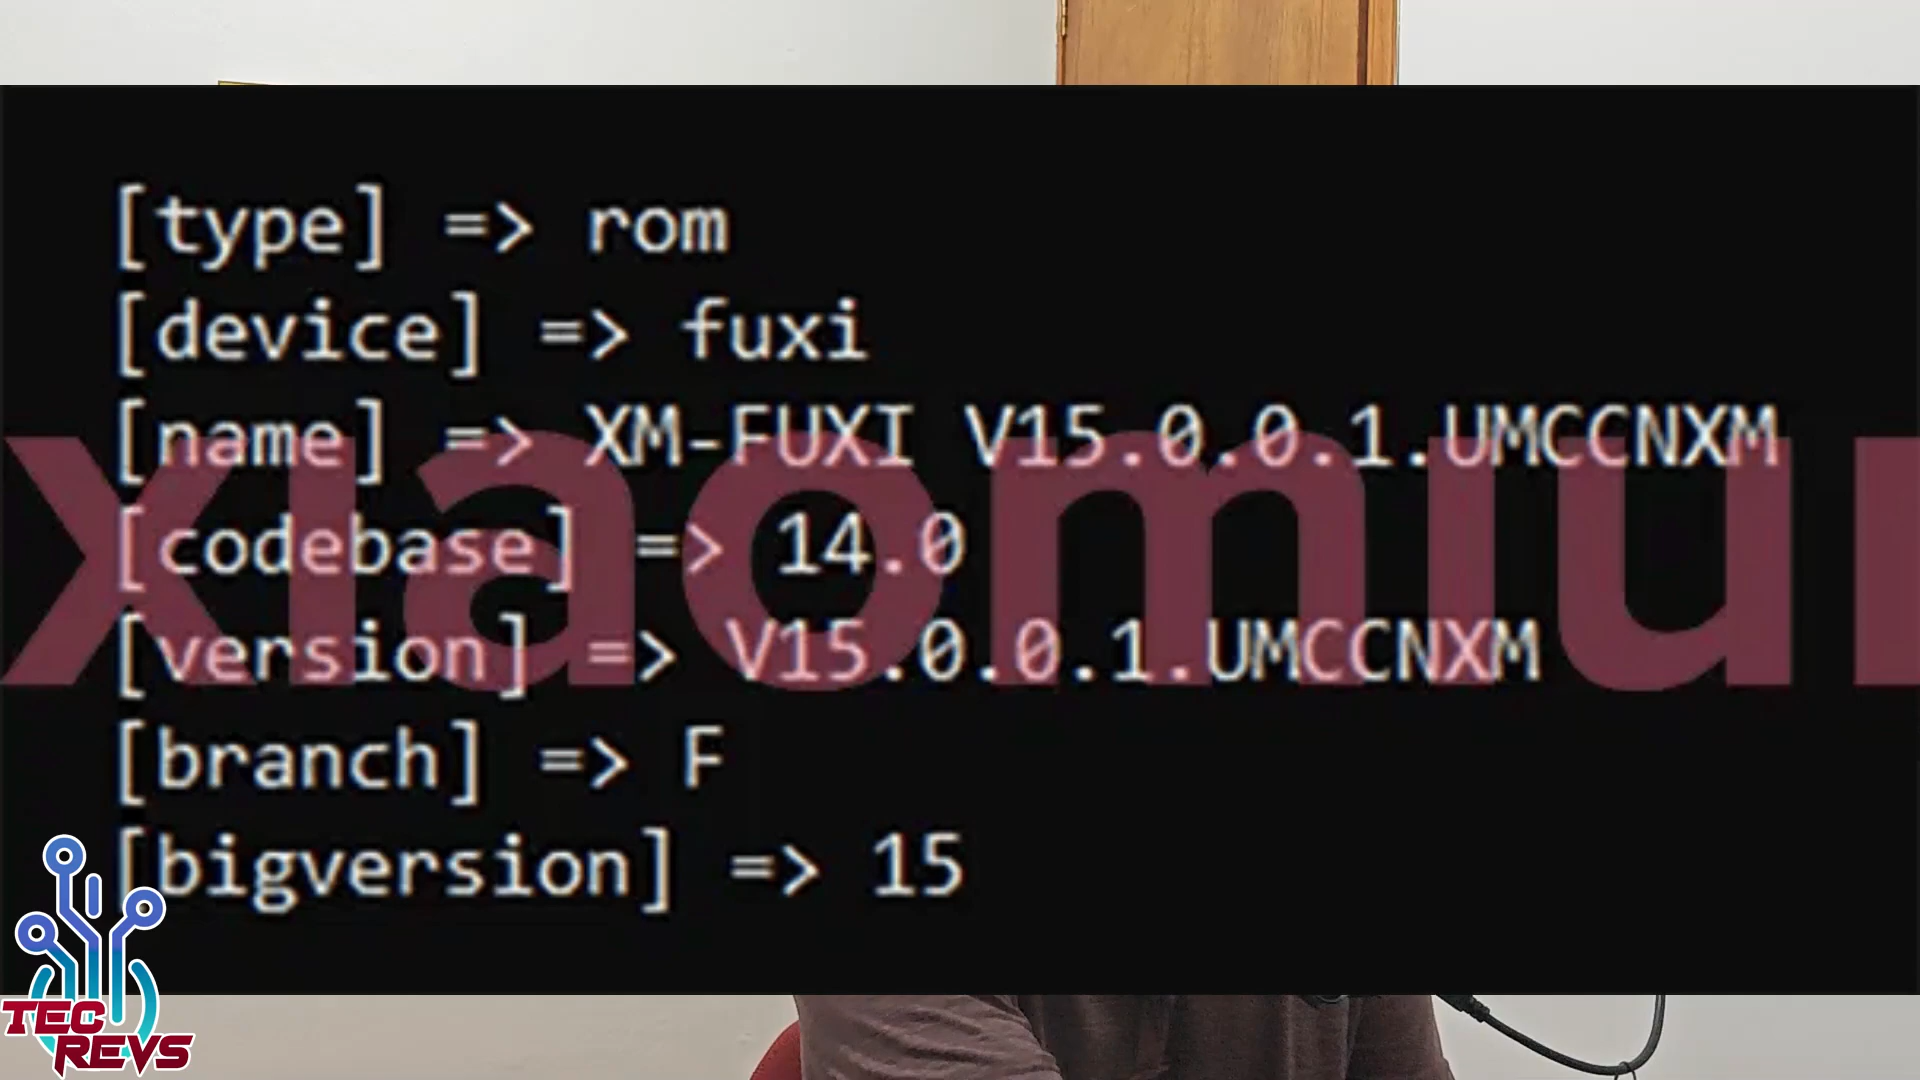 [type] => rom
[device] => fuxi
[name] => XM-FUXI V15.0.0.1.UMCCNXM
[codebase] => 14.0
[version] => V15.0.0.1.UMCCNXM
[branch] => F
[bigversion] => 15
xiaomiui
TEC
REVS